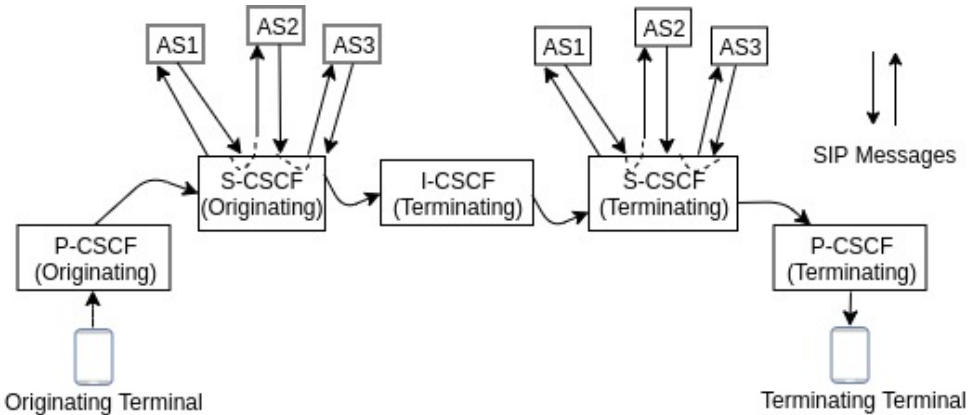 AS1
AS2
AS3
AS1
AS2
AS3
SIP Messages
S-CSCF
(Originating)
I-CSCF
(Terminating)
S-CSCF
(Terminating)
P-CSCF
(Originating)
P-CSCF
(Terminating)
Originating Terminal
Terminating Terminal